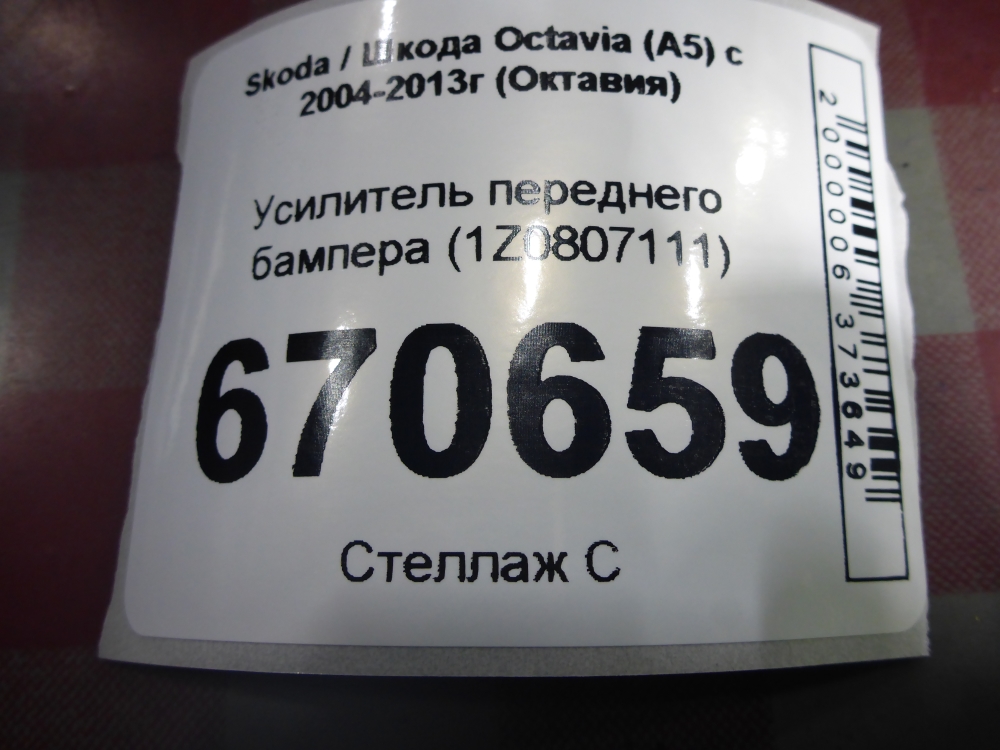 Skoda / Шкода Octavia (A5) с
2004-2013г (Октавия)
Усилитель переднего
бампера (1Z0807111)
670659
Стеллаж С
2000006373649